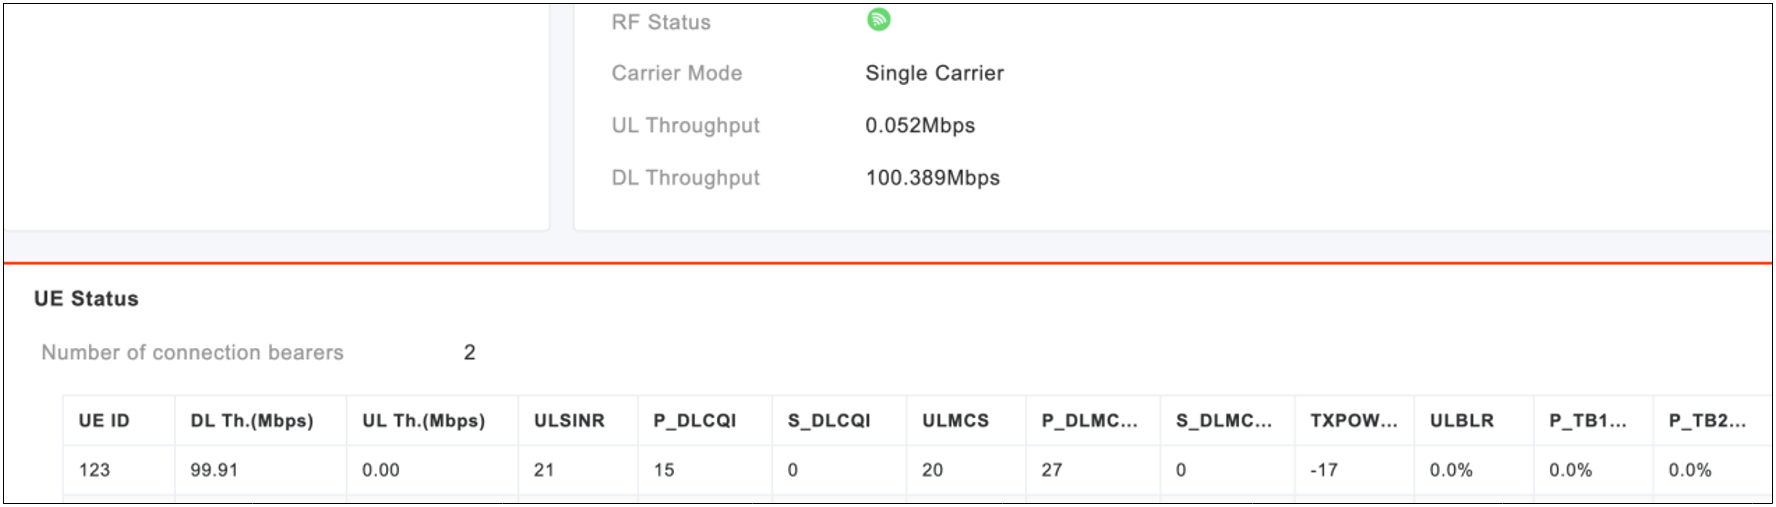 RF Status
Carrier Mode Single Carrier
UL Throughput 0.052Mbps
DL Throughput 100.389Mbps
UE Status
Number of connection bearers 2
UE ID DL Th.(Mbps) UL Th.(Mbps) ULSINR P_DLCQI S_DLCQI ULMCS P_DLMC... S_DLMC... TXPOW... ULBLR P_TB1... P_TB2...
123 99.91 0.00 21 15 0 20 27 0 -17 0.0% 0.0% 0.0%